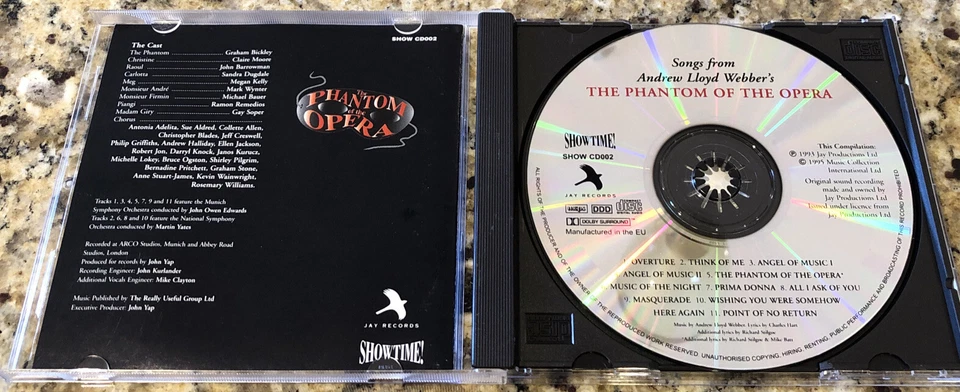 SHOW CD002
The Cast
The Phantom .................... Graham Bickley
Christine ........................... Claire Moore
Raoul ........................... John Barrowman
Carlotta ......................... Sandra Dugdale
Meg ................................. Megan Kelly
Monsieur André .................. Mark Wynter
Monsieur Firmin ................ Michael Bauer
Piangi ......................... Ramon Remedios
Madam Giry ......................... Gay Soper
Chorus
Antonia Adelita, Sue Aldred, Collette Allen,
Christopher Blades, Jeff Creswell,
Philip Griffiths, Andrew Halliday, Ellen Jackson,
Robert Jon, Darryl Knock, Janos Kurucz,
Michelle Lokey, Bruce Ogston, Shirley Pilgrim,
Bernadine Pritchett, Graham Stone,
Anne Stuart-James, Kevin Wainwright,
Rosemary Williams.
The
PHANTOM
of the
OPERA
Tracks 1, 3, 4, 5, 7, 9 and 11 feature the Munich
Symphony Orchestra conducted by John Owen Edwards
Tracks 2, 6, 8 and 10 feature the National Symphony
Orchestra conducted by Martin Yates
Recorded at ARCO Studios, Munich and Abbey Road
Studios, London
Produced for records by John Yap
Recording Engineer: John Kurlander
Additional Vocals Engineer: Mike Clayton
Music Published by The Really Useful Group Ltd
Executive Producer: John Yap
JAY RECORDS
SHOWTIME!
Songs from
Andrew Lloyd Webber's
THE PHANTOM OF THE OPERA
SHOWTIME!
SHOW CD002
JAY RECORDS
DDD
COMPACT disc DIGITAL AUDIO
DOLBY SURROUND
Manufactured in the EU
This Compilation:
℗ 1993 Jay Productions Ltd
© 1995 Music Collection
International Ltd
Original sound recording
made and owned by
Jay Productions Ltd
Issued under licence from
Jay Productions Ltd
1. OVERTURE 2. THINK OF ME 3. ANGEL OF MUSIC I
ANGEL OF MUSIC II 5. THE PHANTOM OF THE OPERA*
MUSIC OF THE NIGHT 7. PRIMA DONNA 8. ALL I ASK OF YOU
9. MASQUERADE 10. WISHING YOU WERE SOMEHOW
HERE AGAIN 11. POINT OF NO RETURN
Music by Andrew Lloyd Webber. Lyrics by Charles Hart
Additional lyrics by Richard Stilgoe
*Additional lyrics by Richard Stilgoe & Mike Batt
ALL RIGHTS OF THE PRODUCER AND OF THE OWNER OF THE REPRODUCED WORK RESERVED. UNAUTHORISED COPYING, HIRING, RENTING, PUBLIC PERFORMANCE AND BROADCASTING OF THIS RECORD PROHIBITED.